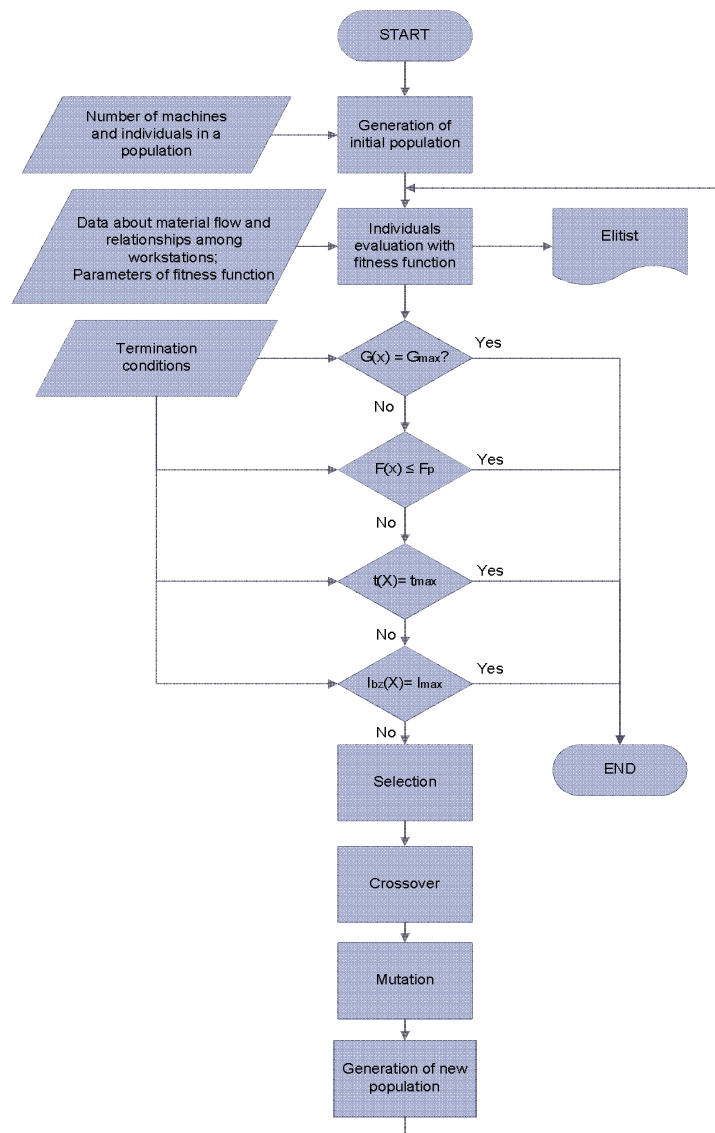 START
Number of machines
and individuals in a
population
Generation of
initial population
Data about material flow and
relationships among
workstations;
Parameters of fitness function
Individuals
evaluation with
fitness function
Elitist
Termination
conditions
G(x) = Gmax?
Yes
No
F(x) ≤ Fp
Yes
No
t(X)= tmax
Yes
No
Ibz(X)= Imax
Yes
No
END
Selection
Crossover
Mutation
Generation of new
population